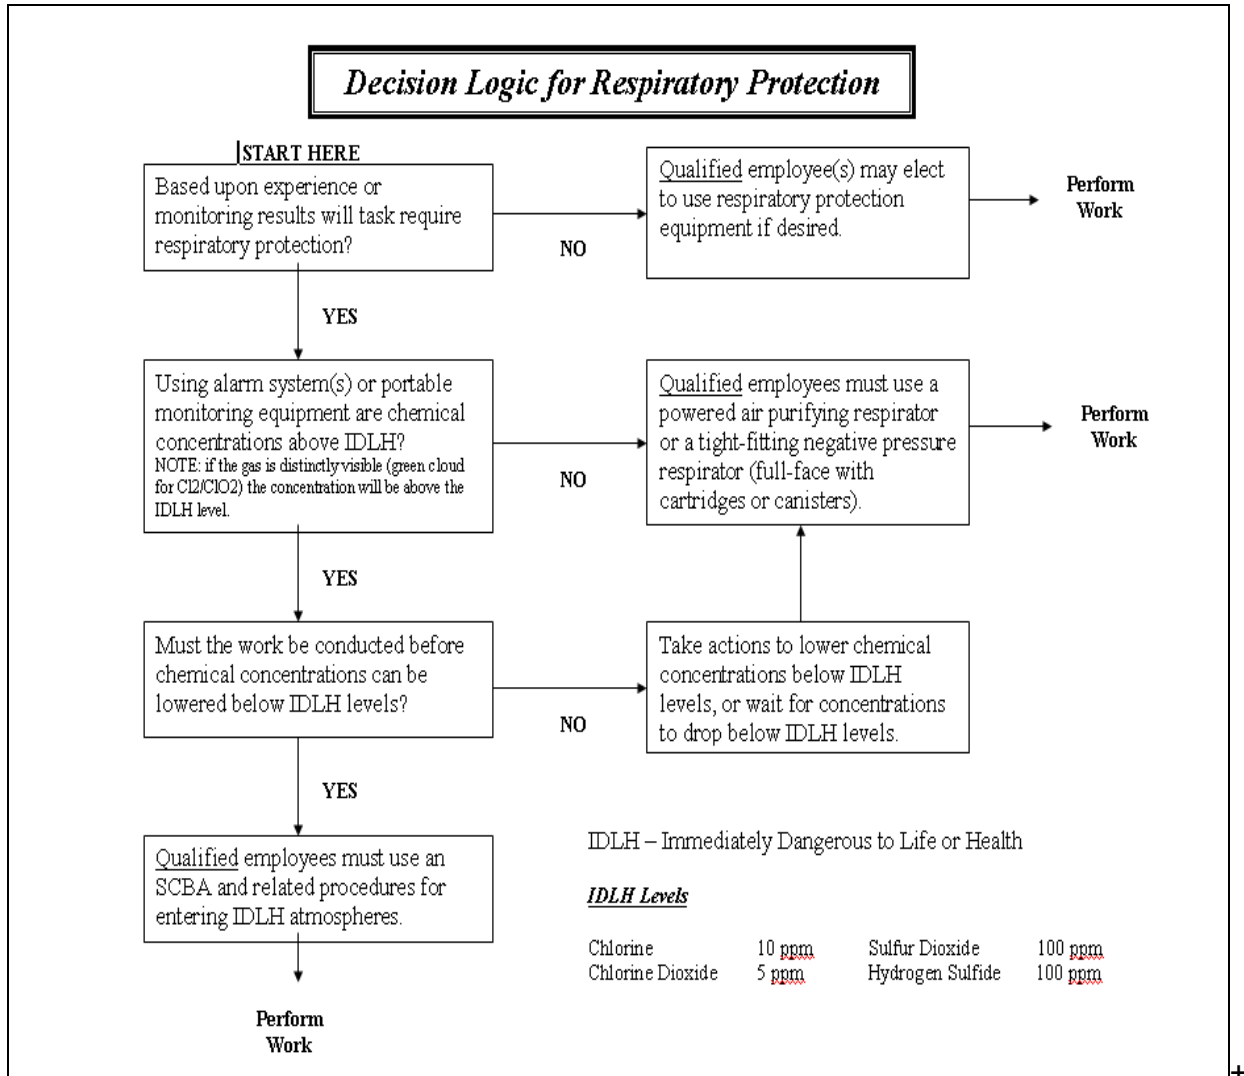 Decision Logic for Respiratory Protection
START HERE
Based upon experience or
monitoring results will task require
respiratory protection?
NO
Qualified employee(s) may elect
to use respiratory protection
equipment if desired.
Perform
Work
YES
Using alarm system(s) or portable
monitoring equipment are chemical
concentrations above IDLH?
NOTE: if the gas is distinctly visible (green cloud
for Cl2/ClO2) the concentration will be above the
IDLH level.
NO
Qualified employees must use a
powered air purifying respirator
or a tight-fitting negative pressure
respirator (full-face with
cartridges or canisters).
Perform
Work
YES
Must the work be conducted before
chemical concentrations can be
lowered below IDLH levels?
NO
Take actions to lower chemical
concentrations below IDLH
levels, or wait for concentrations
to drop below IDLH levels.
YES
Qualified employees must use an
SCBA and related procedures for
entering IDLH atmospheres.
Perform
Work
IDLH – Immediately Dangerous to Life or Health
IDLH Levels
Chlorine 10 ppm Sulfur Dioxide 100 ppm
Chlorine Dioxide 5 ppm Hydrogen Sulfide 100 ppm